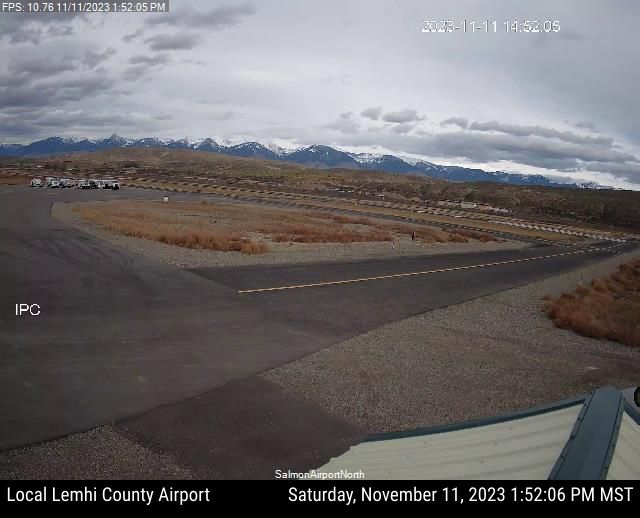 FPS: 10.76 11/11/2023 1:52:05 PM
2023-11-11 14:52:05
IPC
SalmonAirportNorth
Local Lemhi County Airport
Saturday, November 11, 2023 1:52:06 PM MST